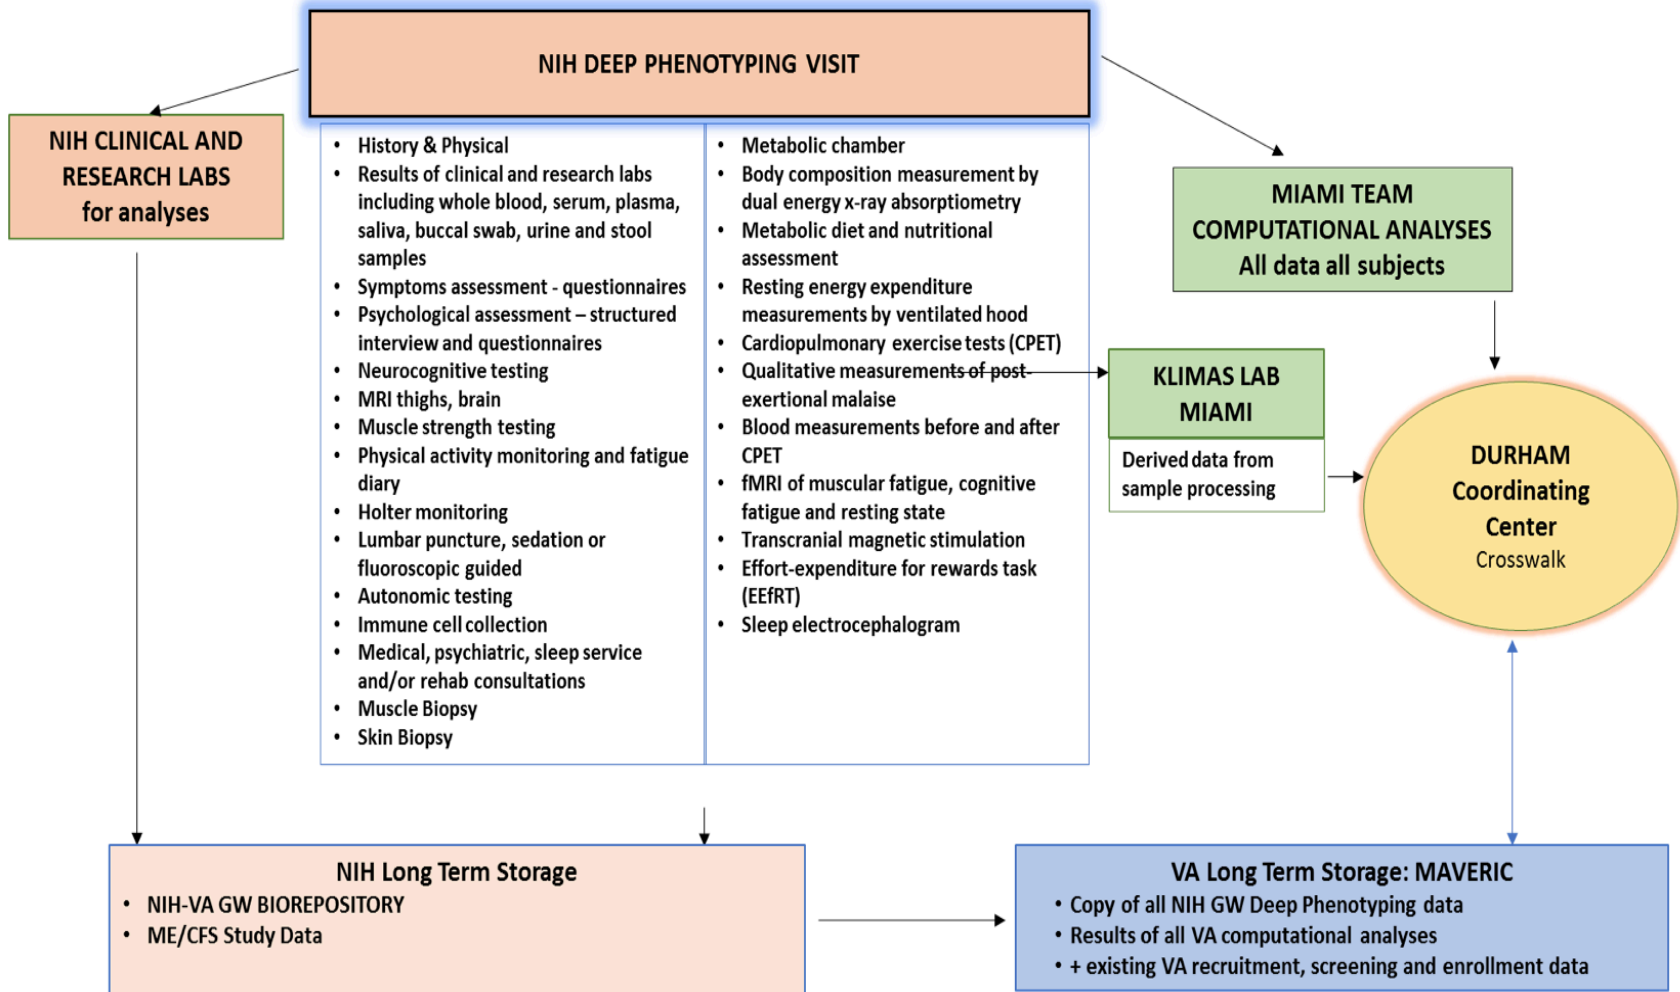 NIH DEEP PHENOTYPING VISIT
NIH CLINICAL AND
RESEARCH LABS
for analyses
• History & Physical
• Results of clinical and research labs
including whole blood, serum, plasma,
saliva, buccal swab, urine and stool
samples
• Symptoms assessment - questionnaires
• Psychological assessment – structured
interview and questionnaires
• Neurocognitive testing
• MRI thighs, brain
• Muscle strength testing
• Physical activity monitoring and fatigue
diary
• Holter monitoring
• Lumbar puncture, sedation or
fluoroscopic guided
• Autonomic testing
• Immune cell collection
• Medical, psychiatric, sleep service
and/or rehab consultations
• Muscle Biopsy
• Skin Biopsy
• Metabolic chamber
• Body composition measurement by
dual energy x-ray absorptiometry
• Metabolic diet and nutritional
assessment
• Resting energy expenditure
measurements by ventilated hood
• Cardiopulmonary exercise tests (CPET)
• Qualitative measurements of post-
exertional malaise
• Blood measurements before and after
CPET
• fMRI of muscular fatigue, cognitive
fatigue and resting state
• Transcranial magnetic stimulation
• Effort-expenditure for rewards task
(EEfRT)
• Sleep electrocephalogram
MIAMI TEAM
COMPUTATIONAL ANALYSES
All data all subjects
KLIMAS LAB
MIAMI
Derived data from
sample processing
DURHAM
Coordinating
Center
Crosswalk
NIH Long Term Storage
• NIH-VA GW BIOREPOSITORY
• ME/CFS Study Data
VA Long Term Storage: MAVERIC
• Copy of all NIH GW Deep Phenotyping data
• Results of all VA computational analyses
• + existing VA recruitment, screening and enrollment data